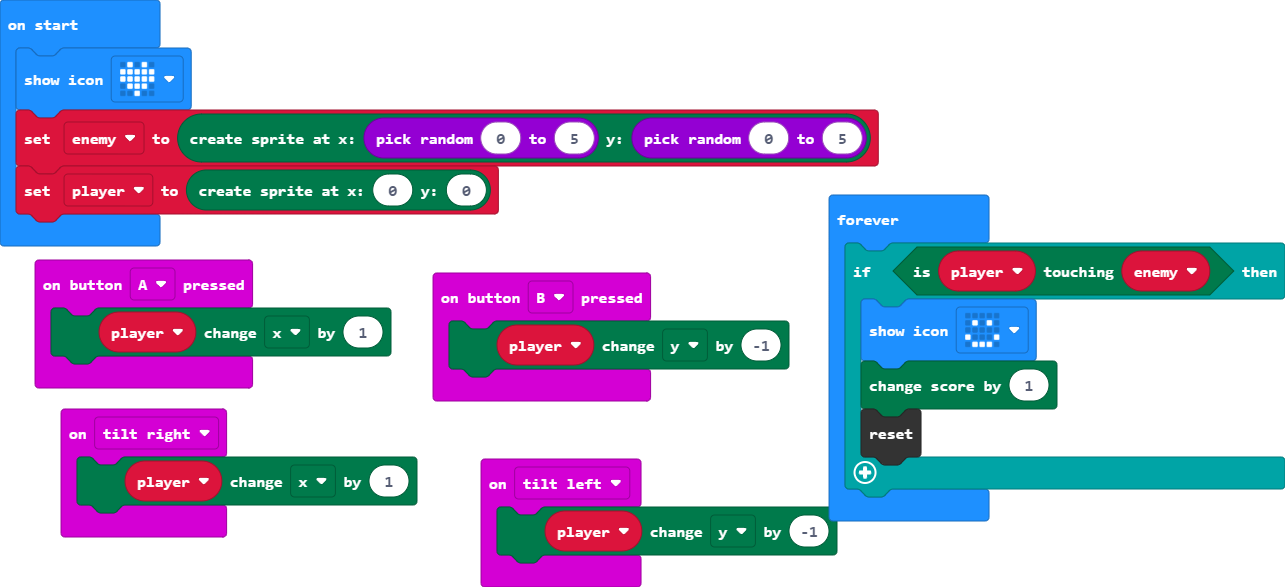 on start
show icon
set enemy to create sprite at x: pick random 0 to 5 y: pick random 0 to 5
set player to create sprite at x: 0 y: 0
on button A pressed
player change x by 1
on button B pressed
player change y by -1
on tilt right
player change x by 1
on tilt left
player change y by -1
forever
if is player touching enemy then
show icon
change score by 1
reset